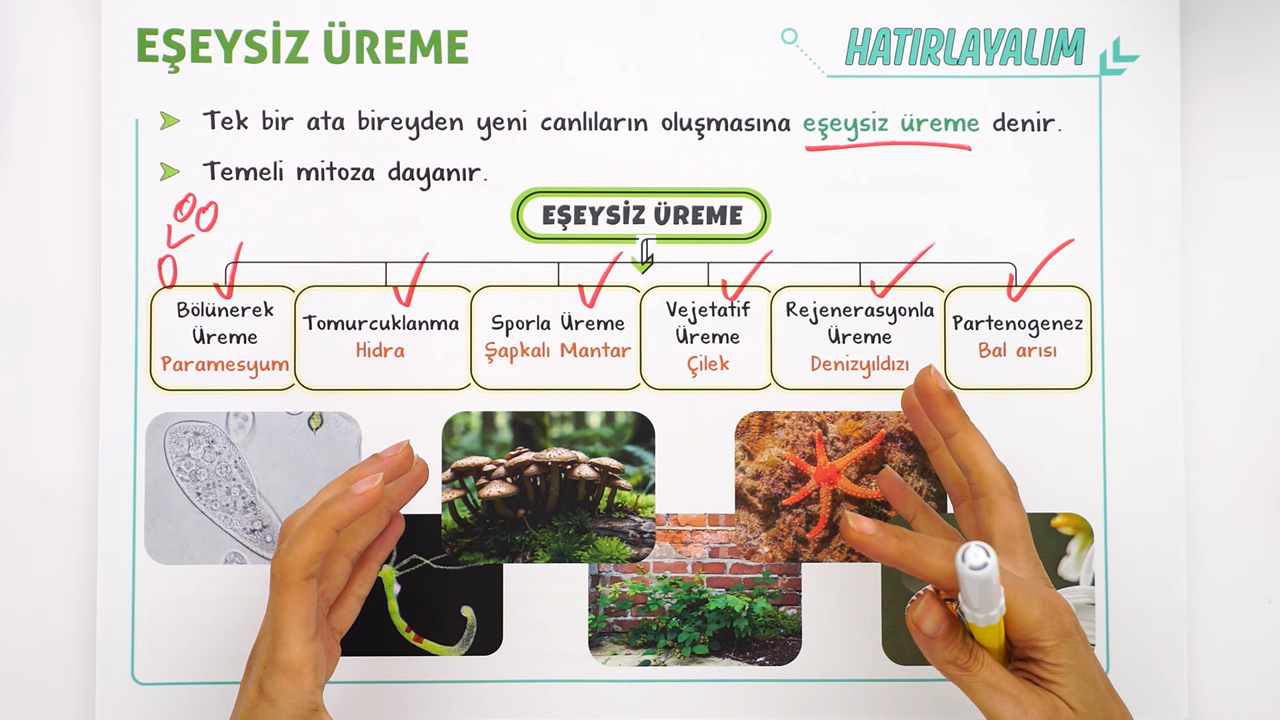 EŞEYSİZ ÜREME
HATIRLAYALIM
Tek bir ata bireyden yeni canlıların oluşmasına eşeysiz üreme denir.
Temeli mitoza dayanır.
EŞEYSİZ ÜREME
Bölünerek
Üreme
Paramesyum
Tomurcuklanma
Hidra
Sporla Üreme
Şapkalı Mantar
Vejetatif
Üreme
Çilek
Rejenerasyonla
Üreme
Denizyıldızı
Partenogenez
Bal arısı